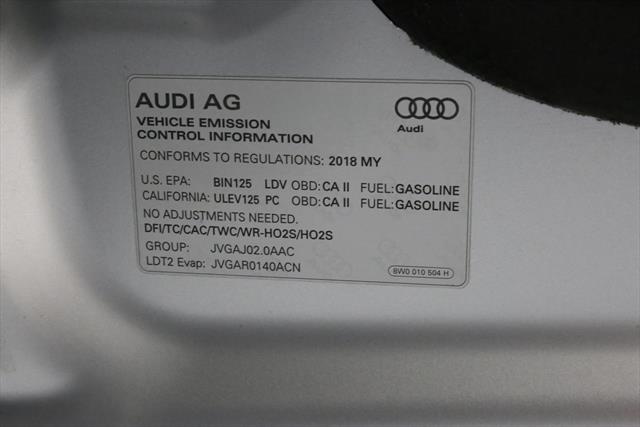 AUDI AG
Audi
VEHICLE EMISSION
CONTROL INFORMATION
CONFORMS TO REGULATIONS: 2018 MY
U.S. EPA: BIN125 LDV OBD: CA II FUEL: GASOLINE
CALIFORNIA: ULEV125 PC OBD: CA II FUEL: GASOLINE
NO ADJUSTMENTS NEEDED.
DFI/TC/CAC/TWC/WR-HO2S/HO2S
GROUP: JVGAJ02.0AAC
LDT2 Evap: JVGAR0140ACN
8W0 010 504 H